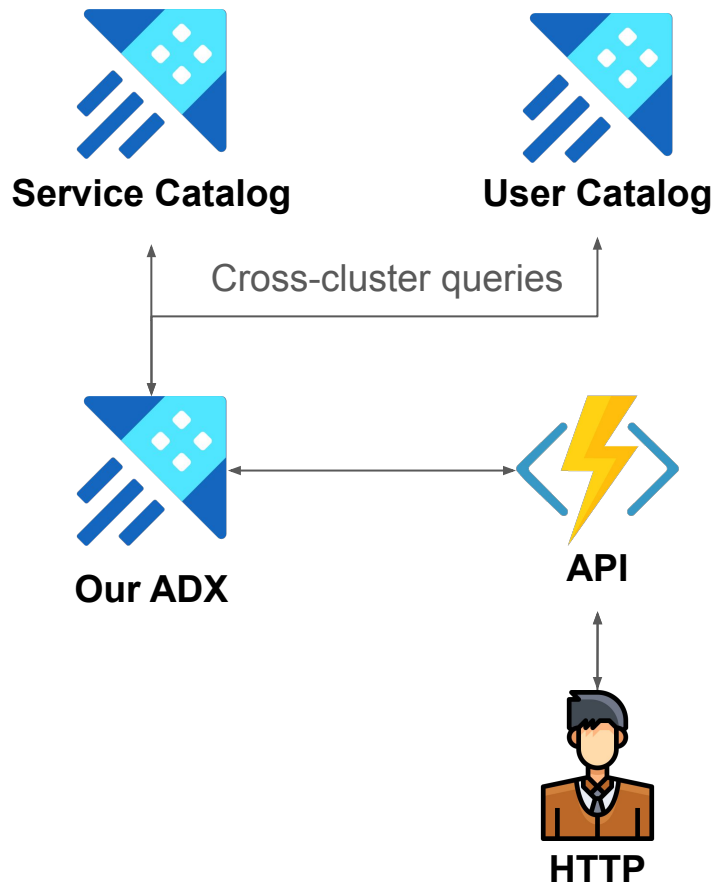 Service Catalog
User Catalog
Cross-cluster queries
Our ADX
API
HTTP